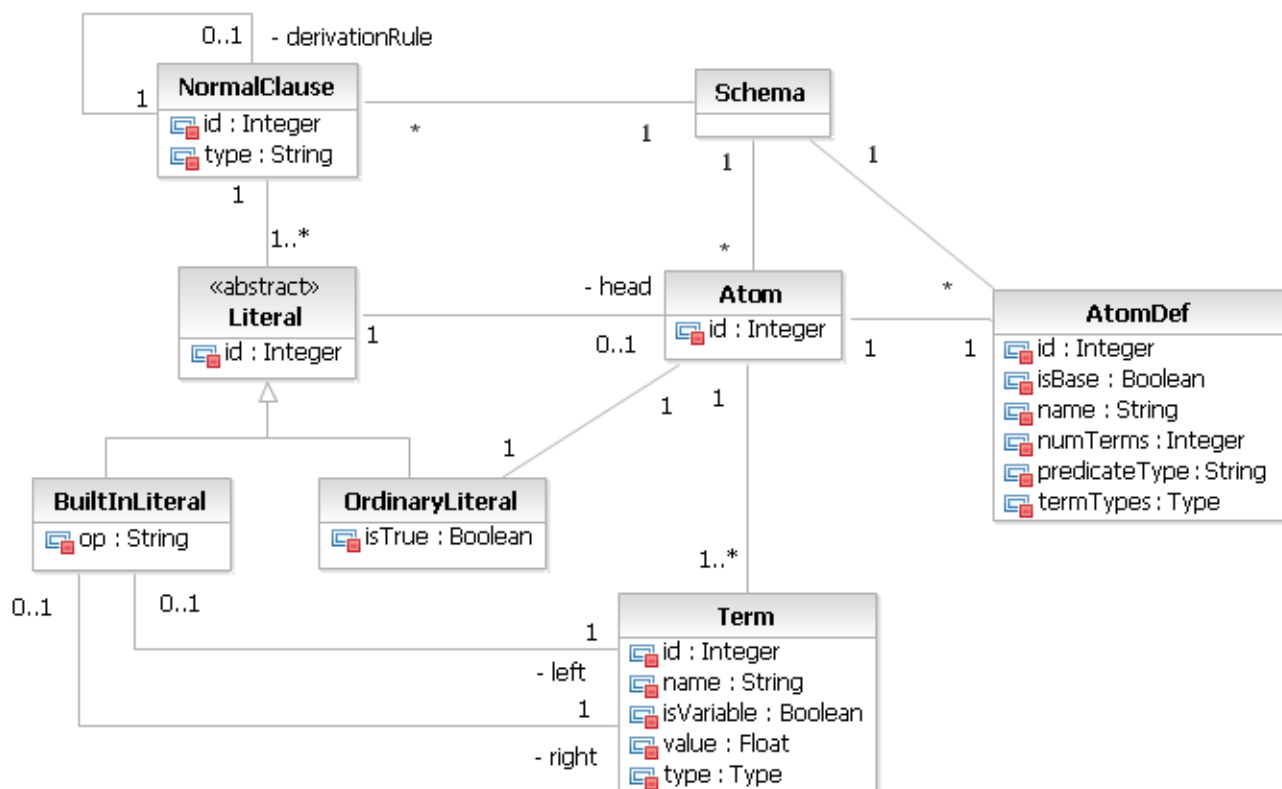 0..1
- derivationRule
1
NormalClause
id : Integer
type : String
*
1
Schema
1
1
1
1..*
*
*
«abstract»
Literal
id : Integer
1
- head
0..1
Atom
id : Integer
1
1
AtomDef
id : Integer
isBase : Boolean
name : String
numTerms : Integer
predicateType : String
termTypes : Type
1
1
1
BuiltInLiteral
op : String
OrdinaryLiteral
isTrue : Boolean
0..1
0..1
1..*
1
- left
1
- right
Term
id : Integer
name : String
isVariable : Boolean
value : Float
type : Type